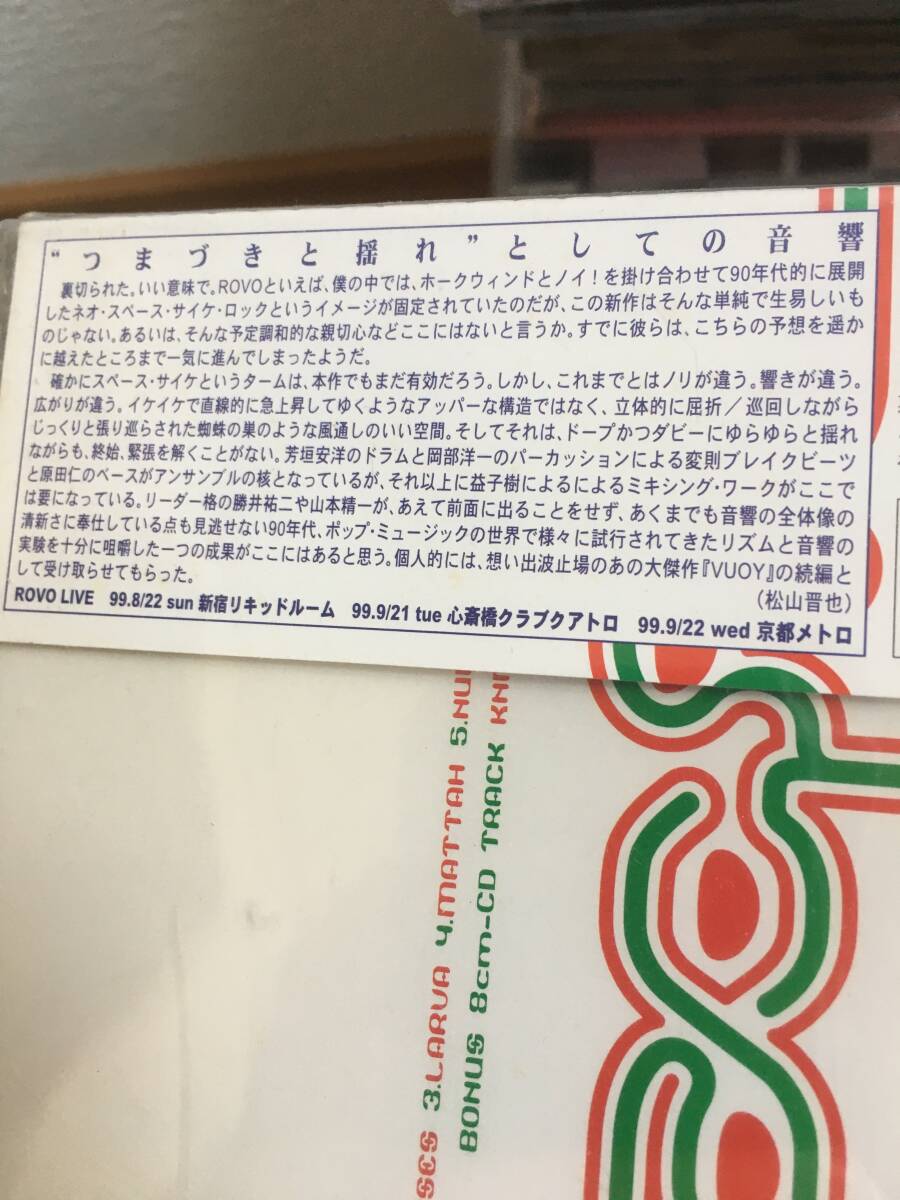 “つまづきと揺れ”としての音響
裏切られた。いい意味で。ROVOといえば、僕の中では、ホークウィンドとノイ！を掛け合わせて90年代的に展開
したネオ・スペース・サイケ・ロックというイメージが固定されていたのだが、この新作はそんな単純で生易しいも
のじゃない。あるいは、そんな予定調和的な親切心などここにはないと言うか。すでに彼らは、こちらの予想を遥か
に越えたところまで一気に進んでしまったようだ。
確かにスペース・サイケというタームは、本作でもまだ有効だろう。しかし、これまでとはノリが違う。響きが違う。
広がりが違う。イケイケで直線的に急上昇してゆくようなアッパーな構造ではなく、立体的に屈折／巡回しながら
じっくりと張り巡らされた蜘蛛の巣のような風通しのいい空間。そしてそれは、ドープかつダビーにゆらゆらと揺れ
ながらも、終始、緊張を解くことがない。芳垣安洋のドラムと岡部洋一のパーカッションによる変則ブレイクビーツ
と原田仁のベースがアンサンブルの核となっているが、それ以上に益子樹によるによるミキシング・ワークがここで
は要になっている。リーダー格の勝井祐二や山本精一が、あえて前面に出ることをせず、あくまでも音響の全体像の
清新さに奉仕している点も見逃せない90年代、ポップ・ミュージックの世界で様々に試行されてきたリズムと音響の
実験を十分に咀嚼した一つの成果がここにはあると思う。個人的には、想い出波止場のあの大傑作『VUOY』の続編と
して受け取らせてもらった。
（松山晋也）
ROVO LIVE 99.8/22 sun 新宿リキッドルーム 99.9/21 tue 心斎橋クラブクアトロ 99.9/22 wed 京都メトロ
3.LARVA 4.MATTAH 5.
BONUS 8cm-CD TRACK